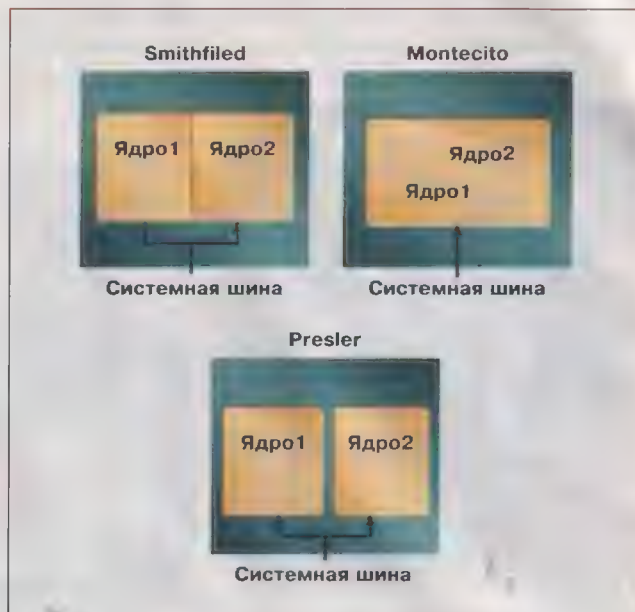 Smithfiled
Montecito
Ядро1
Ядро2
Ядро2
Ядро1
Системная шина
Системная шина
Presler
Ядро1
Ядро2
Системная шина